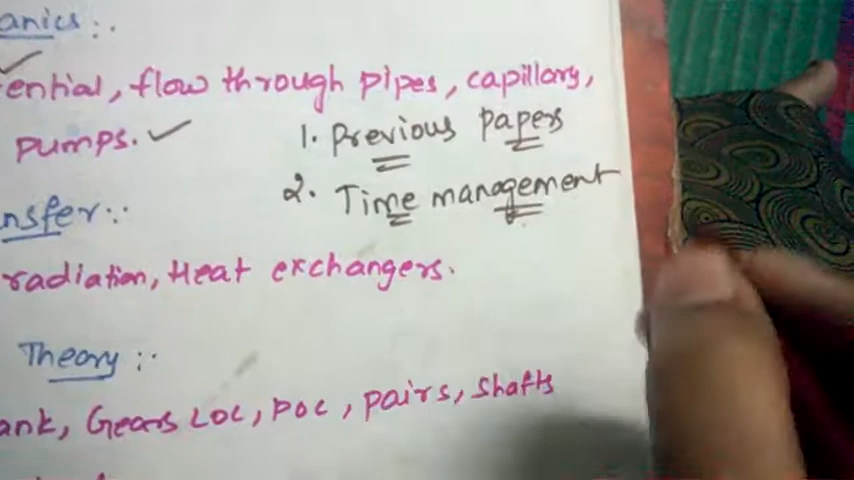 anics:.
ential, flow through pipes, capillary,
pumps.
1. Previous papers
2. Time management
nsfer:.
radiation, Heat exchangers.
Theory :.
ank, Gears LOC, POC, pairs, shafts